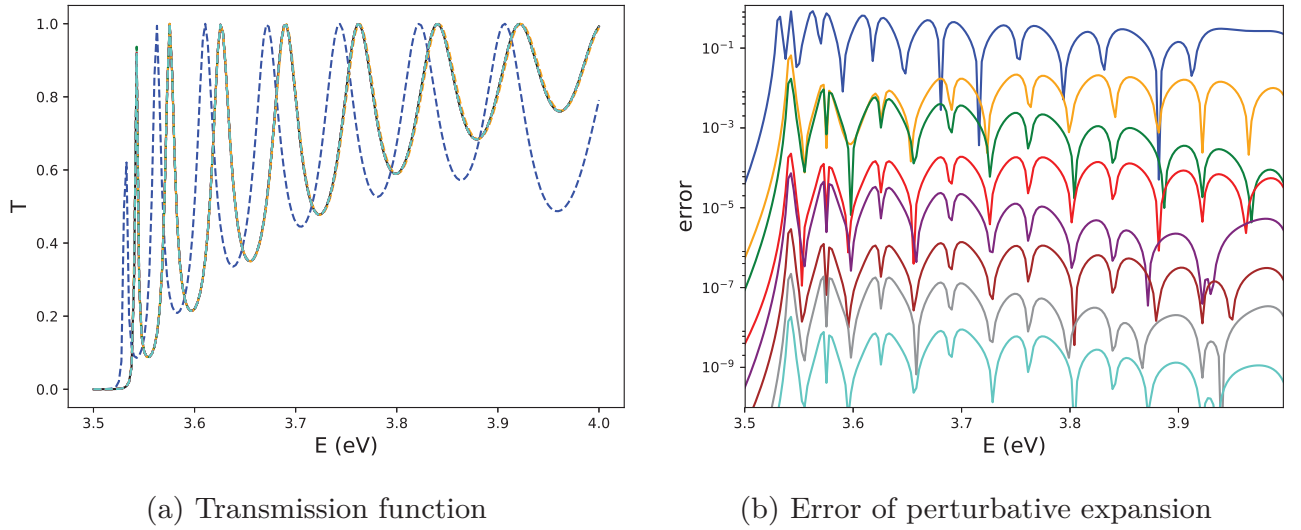 1.0
0.8
0.6
0.4
0.2
0.0
T
3.5 3.6 3.7 3.8 3.9 4.0
E (eV)
(a) Transmission function
10⁻¹
10⁻³
10⁻⁵
10⁻⁷
10⁻⁹
error
3.5 3.6 3.7 3.8 3.9
E (eV)
(b) Error of perturbative expansion